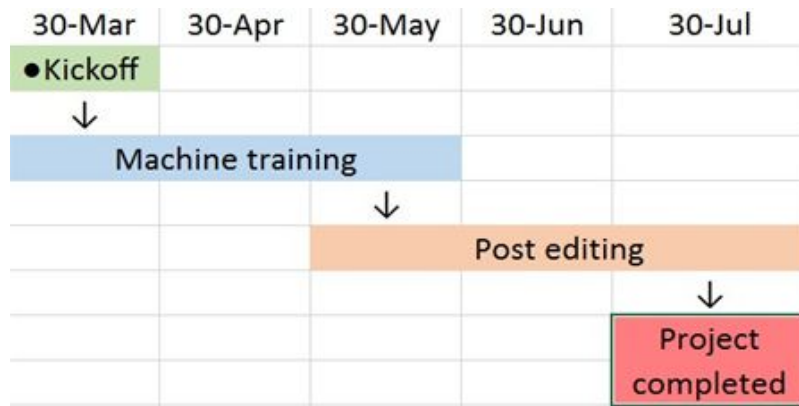 30-Mar 30-Apr 30-May 30-Jun 30-Jul
●Kickoff
↓
Machine training
↓
Post editing
↓
Project
completed